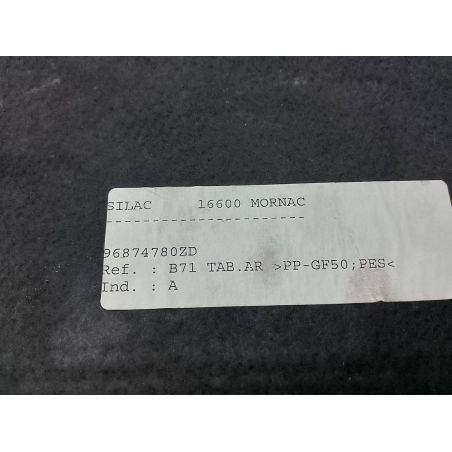 SILAC 16600 MORNAC
----------------------
96874780ZD
Ref. : B71 TAB.AR >PP-GF50;PES<
Ind. : A